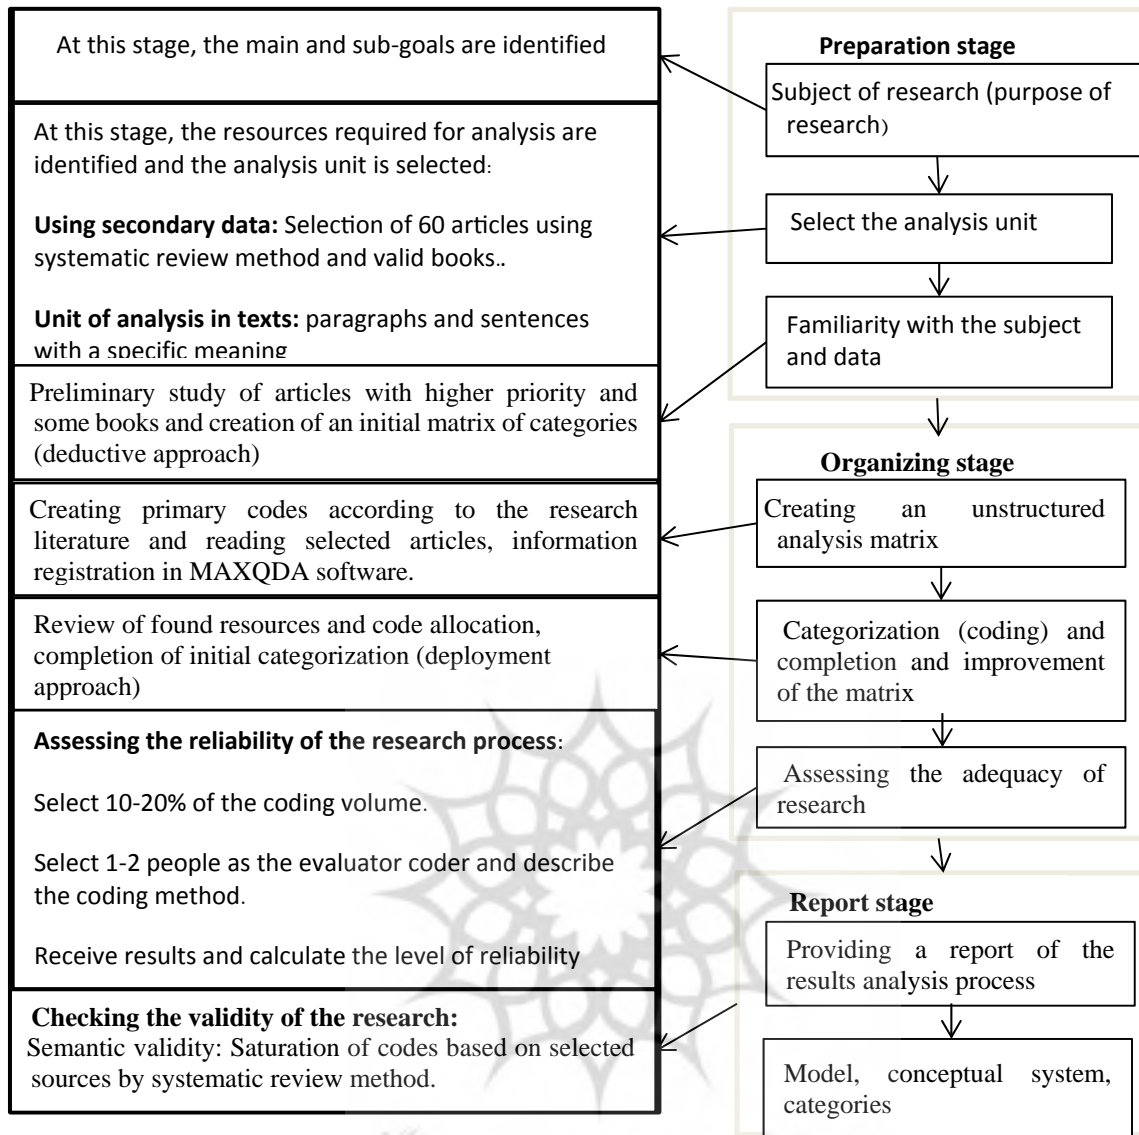 At this stage, the main and sub-goals are identified
At this stage, the resources required for analysis are
identified and the analysis unit is selected:
Using secondary data: Selection of 60 articles using
systematic review method and valid books..
Unit of analysis in texts: paragraphs and sentences
with a specific meaning
Preliminary study of articles with higher priority and
some books and creation of an initial matrix of categories
(deductive approach)
Creating primary codes according to the research
literature and reading selected articles, information
registration in MAXQDA software.
Review of found resources and code allocation,
completion of initial categorization (deployment
approach)
Assessing the reliability of the research process:
Select 10-20% of the coding volume.
Select 1-2 people as the evaluator coder and describe
the coding method.
Receive results and calculate the level of reliability
Checking the validity of the research:
Semantic validity: Saturation of codes based on selected
sources by systematic review method.
Preparation stage
Subject of research (purpose of
research)
Select the analysis unit
Familiarity with the subject
and data
Organizing stage
Creating an unstructured
analysis matrix
Categorization (coding) and
completion and improvement
of the matrix
Assessing the adequacy of
research
Report stage
Providing a report of the
results analysis process
Model, conceptual system,
categories